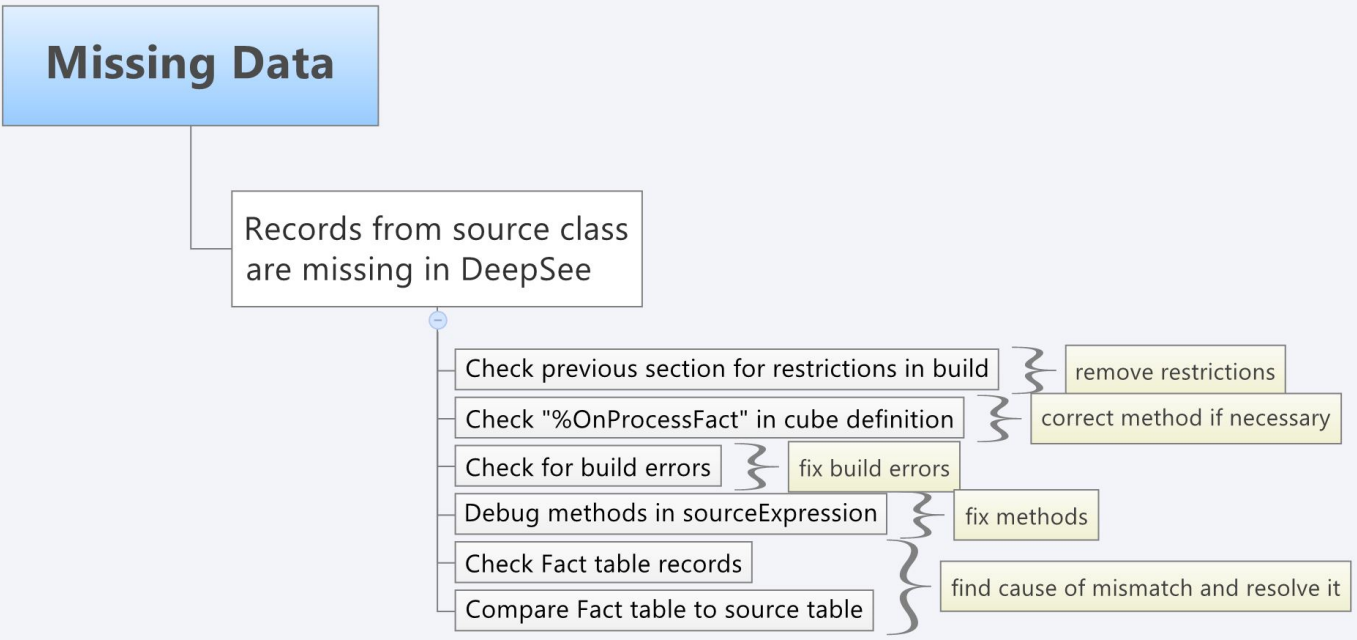 Missing Data
Records from source class
are missing in DeepSee
Check previous section for restrictions in build
remove restrictions
Check "%OnProcessFact" in cube definition
correct method if necessary
Check for build errors
fix build errors
Debug methods in sourceExpression
fix methods
Check Fact table records
Compare Fact table to source table
find cause of mismatch and resolve it